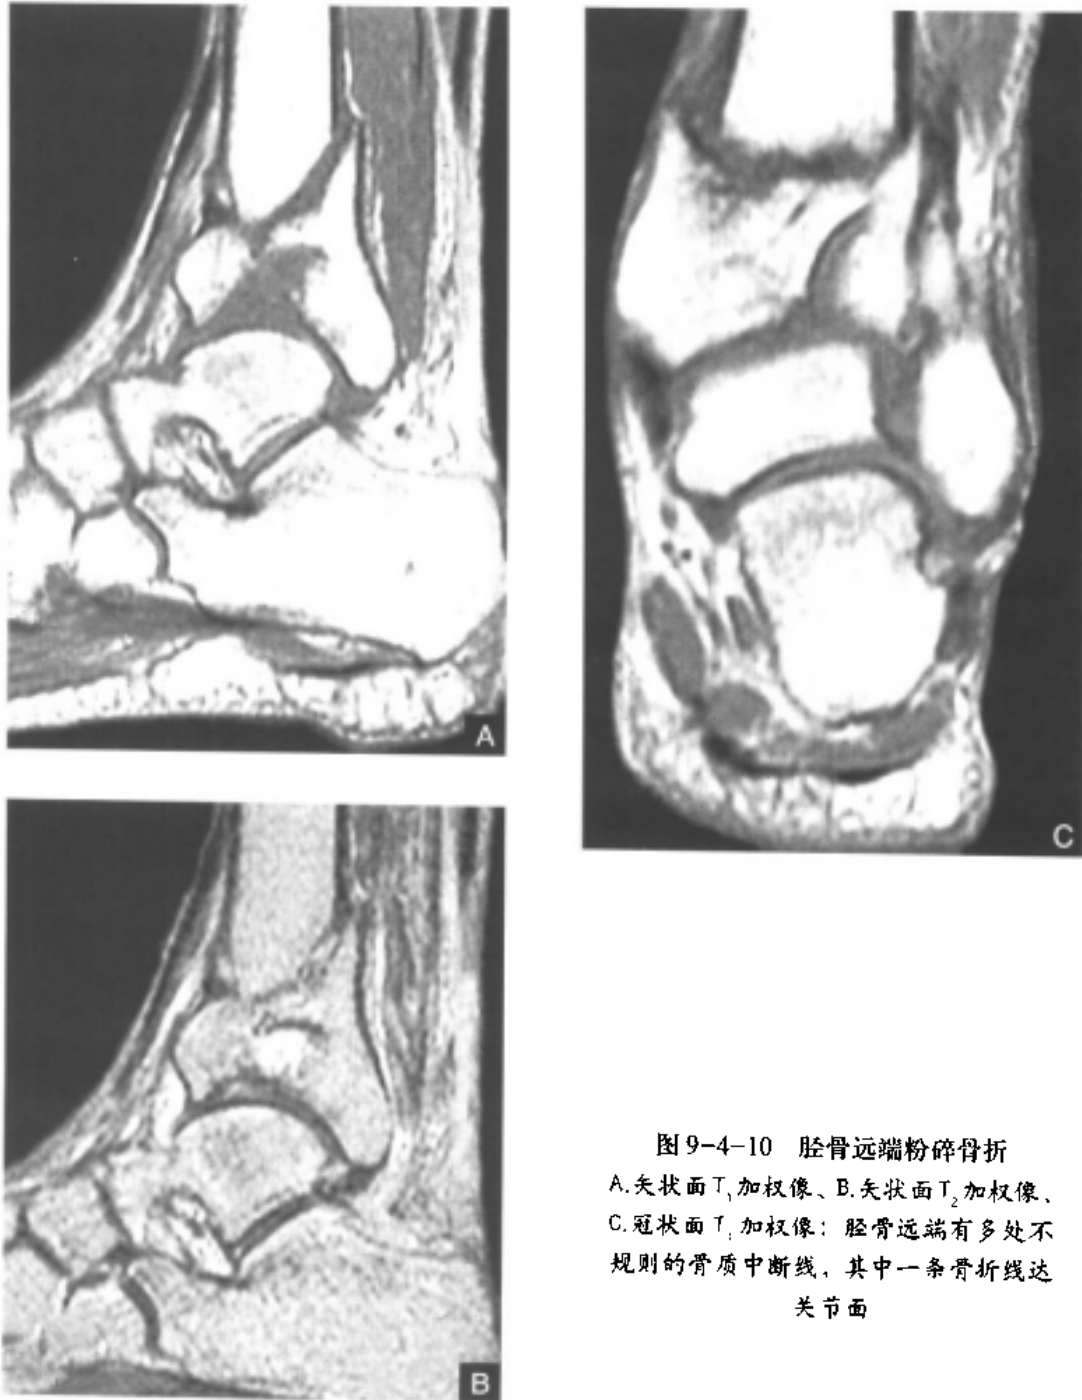 A
B
C
图9-4-10 胫骨远端粉碎骨折
A.矢状面T₁加权像、B.矢状面T₂加权像、
C.冠状面T₁加权像：胫骨远端有多处不
规则的骨质中断线，其中一条骨折线达
关节面